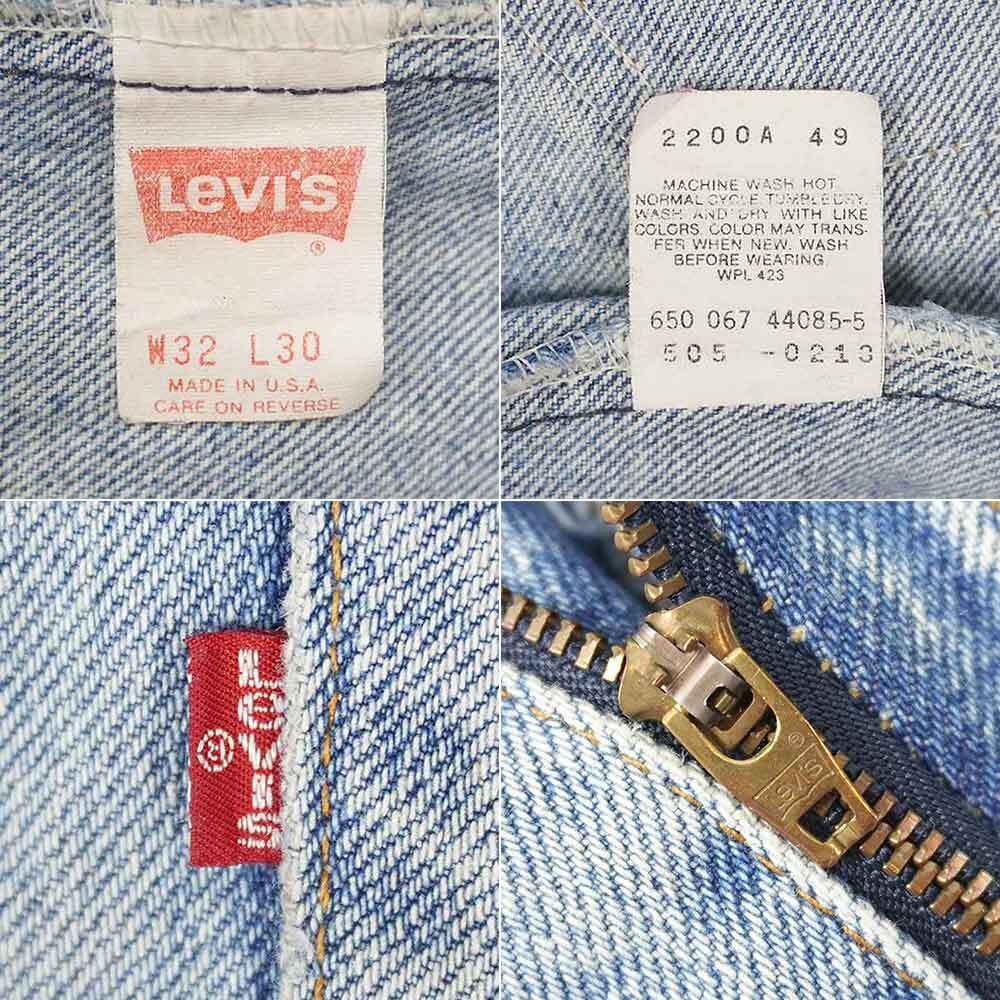 Levi's
®
W32 L30
MADE IN U.S.A.
CARE ON REVERSE
2200A 49
MACHINE WASH HOT
NORMAL CYCLE. TUMBLE DRY.
WASH AND DRY WITH LIKE
COLORS. COLOR MAY TRANS-
FER WHEN NEW. WASH
BEFORE WEARING.
WPL 423
650 067 44085-5
505 -0213
LeVI'S
®
LEVI'S
®